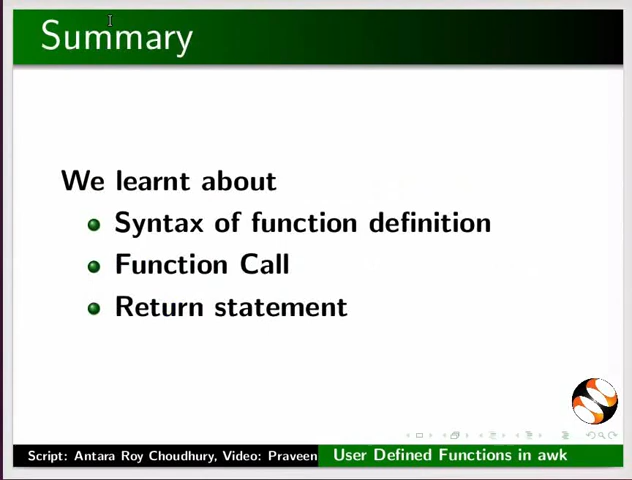 Summary
We learnt about
Syntax of function definition
Function Call
Return statement
Script: Antara Roy Choudhury, Video: Praveen
User Defined Functions in awk